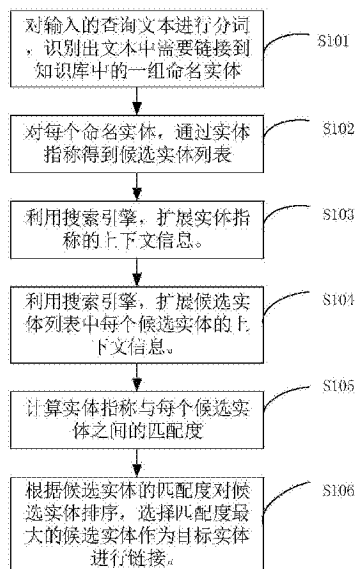 对输入的查询文本进行分词
，识别出文本中需要链接到
知识库中的一组命名实体
S101
对每个命名实体，通过实体
指称得到候选实体列表
S102
利用搜索引擎，扩展实体指
称的上下文信息。
S103
利用搜索引擎，扩展候选实
体列表中每个候选实体的上
下文信息。
S104
计算实体指称与每个候选实
体之间的匹配度
S105
根据候选实体的匹配度对候
选实体排序，选择匹配度最
大的候选实体作为目标实体
进行链接。
S106